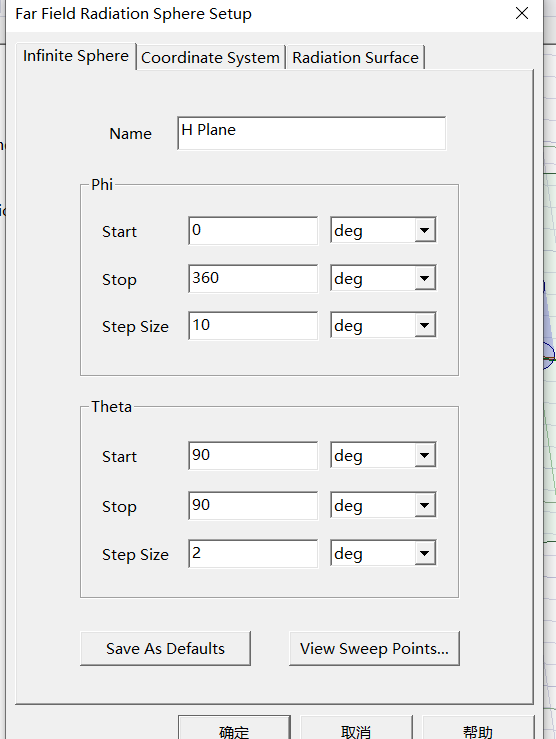 Far Field Radiation Sphere Setup
Infinite Sphere Coordinate System Radiation Surface
Name H Plane
Phi
Start 0 deg
Stop 360 deg
Step Size 10 deg
Theta
Start 90 deg
Stop 90 deg
Step Size 2 deg
Save As Defaults View Sweep Points...
确定 取消 帮助